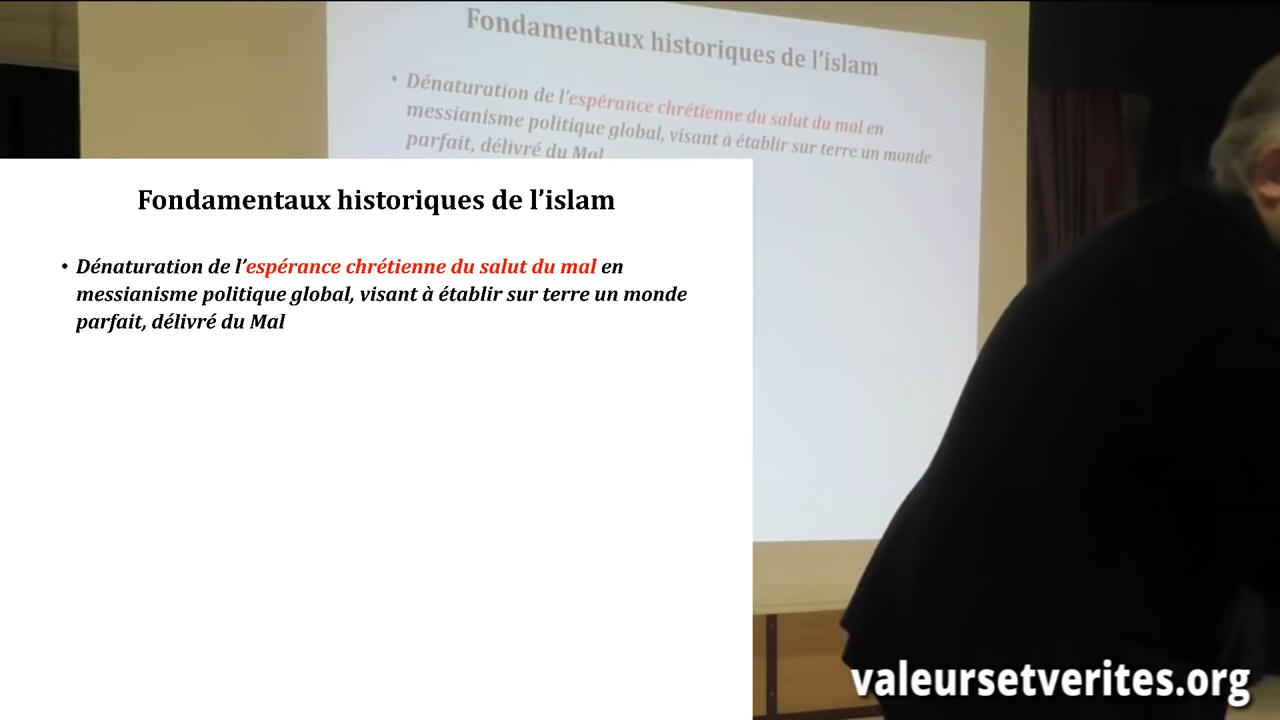 Fondamentaux historiques de l'islam
• Dénaturation de l'espérance chrétienne du salut du mal en
messianisme politique global, visant à établir sur terre un monde
parfait, délivré du Mal
Fondamentaux historiques de l’islam
• Dénaturation de l’espérance chrétienne du salut du mal en
messianisme politique global, visant à établir sur terre un monde
parfait, délivré du Mal
valeursetverites.org